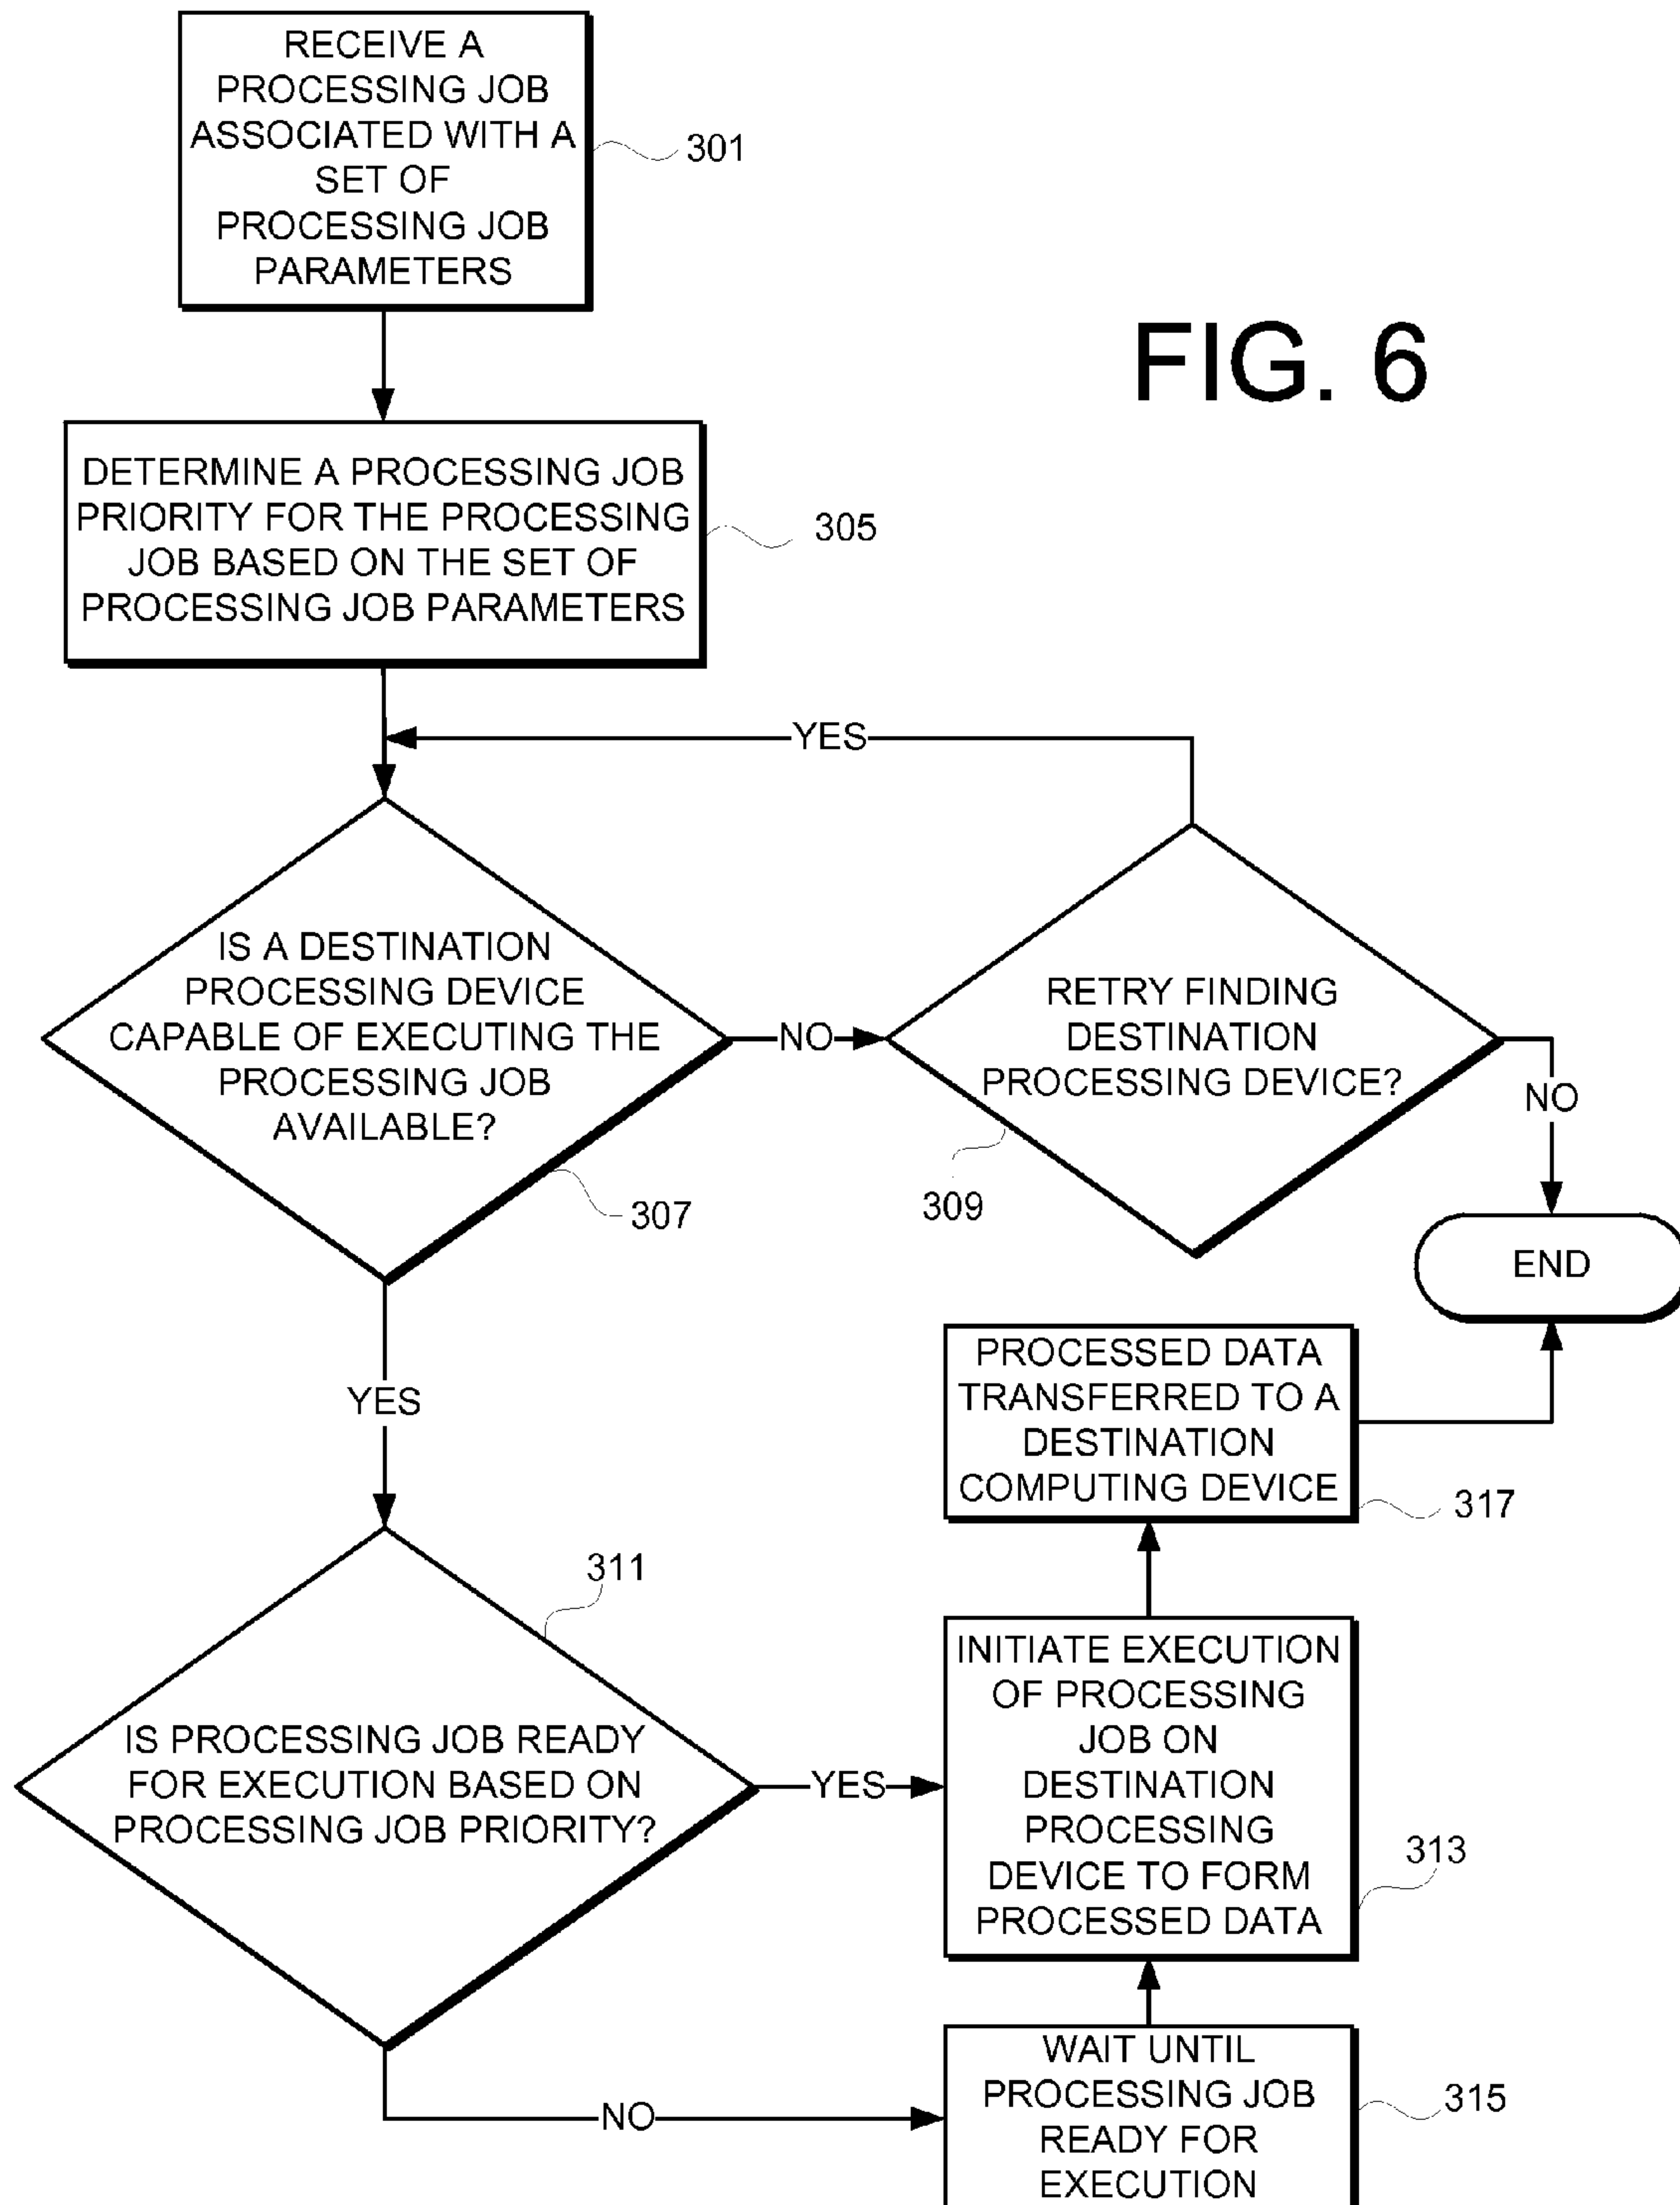 RECEIVE A
PROCESSING JOB
ASSOCIATED WITH A
SET OF
PROCESSING JOB
PARAMETERS
301
FIG. 6
DETERMINE A PROCESSING JOB
PRIORITY FOR THE PROCESSING
JOB BASED ON THE SET OF
PROCESSING JOB PARAMETERS
305
YES
IS A DESTINATION
PROCESSING DEVICE
CAPABLE OF EXECUTING THE
PROCESSING JOB
AVAILABLE?
307
NO
RETRY FINDING
DESTINATION
PROCESSING DEVICE?
309
NO
END
YES
PROCESSED DATA
TRANSFERRED TO A
DESTINATION
COMPUTING DEVICE
317
311
IS PROCESSING JOB READY
FOR EXECUTION BASED ON
PROCESSING JOB PRIORITY?
YES
INITIATE EXECUTION
OF PROCESSING
JOB ON
DESTINATION
PROCESSING
DEVICE TO FORM
PROCESSED DATA
313
NO
WAIT UNTIL
PROCESSING JOB
READY FOR
EXECUTION
315